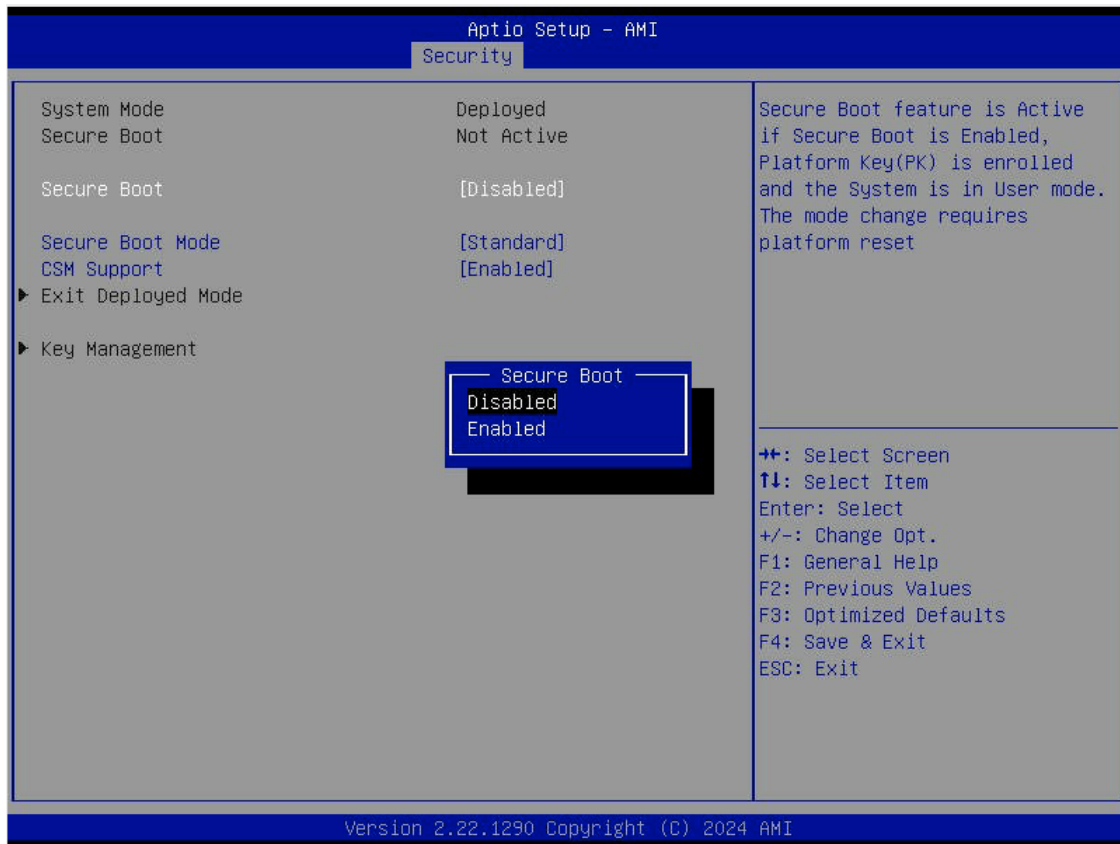 Aptio Setup - AMI
Security
System Mode Deployed
Secure Boot Not Active
Secure Boot [Disabled]
Secure Boot Mode [Standard]
CSM Support [Enabled]
Exit Deployed Mode
Key Management
Secure Boot
Disabled
Enabled
Secure Boot feature is Active
if Secure Boot is Enabled,
Platform Key(PK) is enrolled
and the System is in User mode.
The mode change requires
platform reset
→←: Select Screen
↑↓: Select Item
Enter: Select
+/-: Change Opt.
F1: General Help
F2: Previous Values
F3: Optimized Defaults
F4: Save & Exit
ESC: Exit
Version 2.22.1290 Copyright (C) 2024 AMI